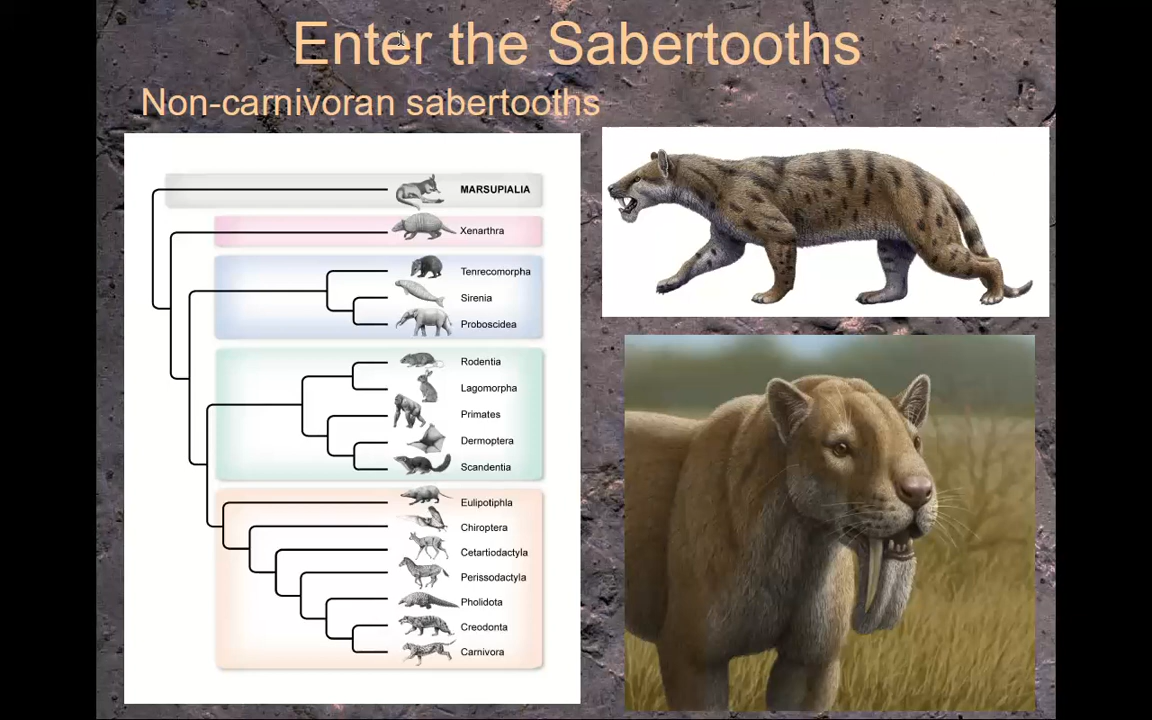 Enter the Sabertooths
Non-carnivoran sabertooths
MARSUPIALIA
Xenarthra
Tenrecomorpha
Sirenia
Proboscidea
Rodentia
Lagomorpha
Primates
Dermoptera
Scandentia
Eulipotiphla
Chiroptera
Cetartiodactyla
Perissodactyla
Pholidota
Creodonta
Carnivora